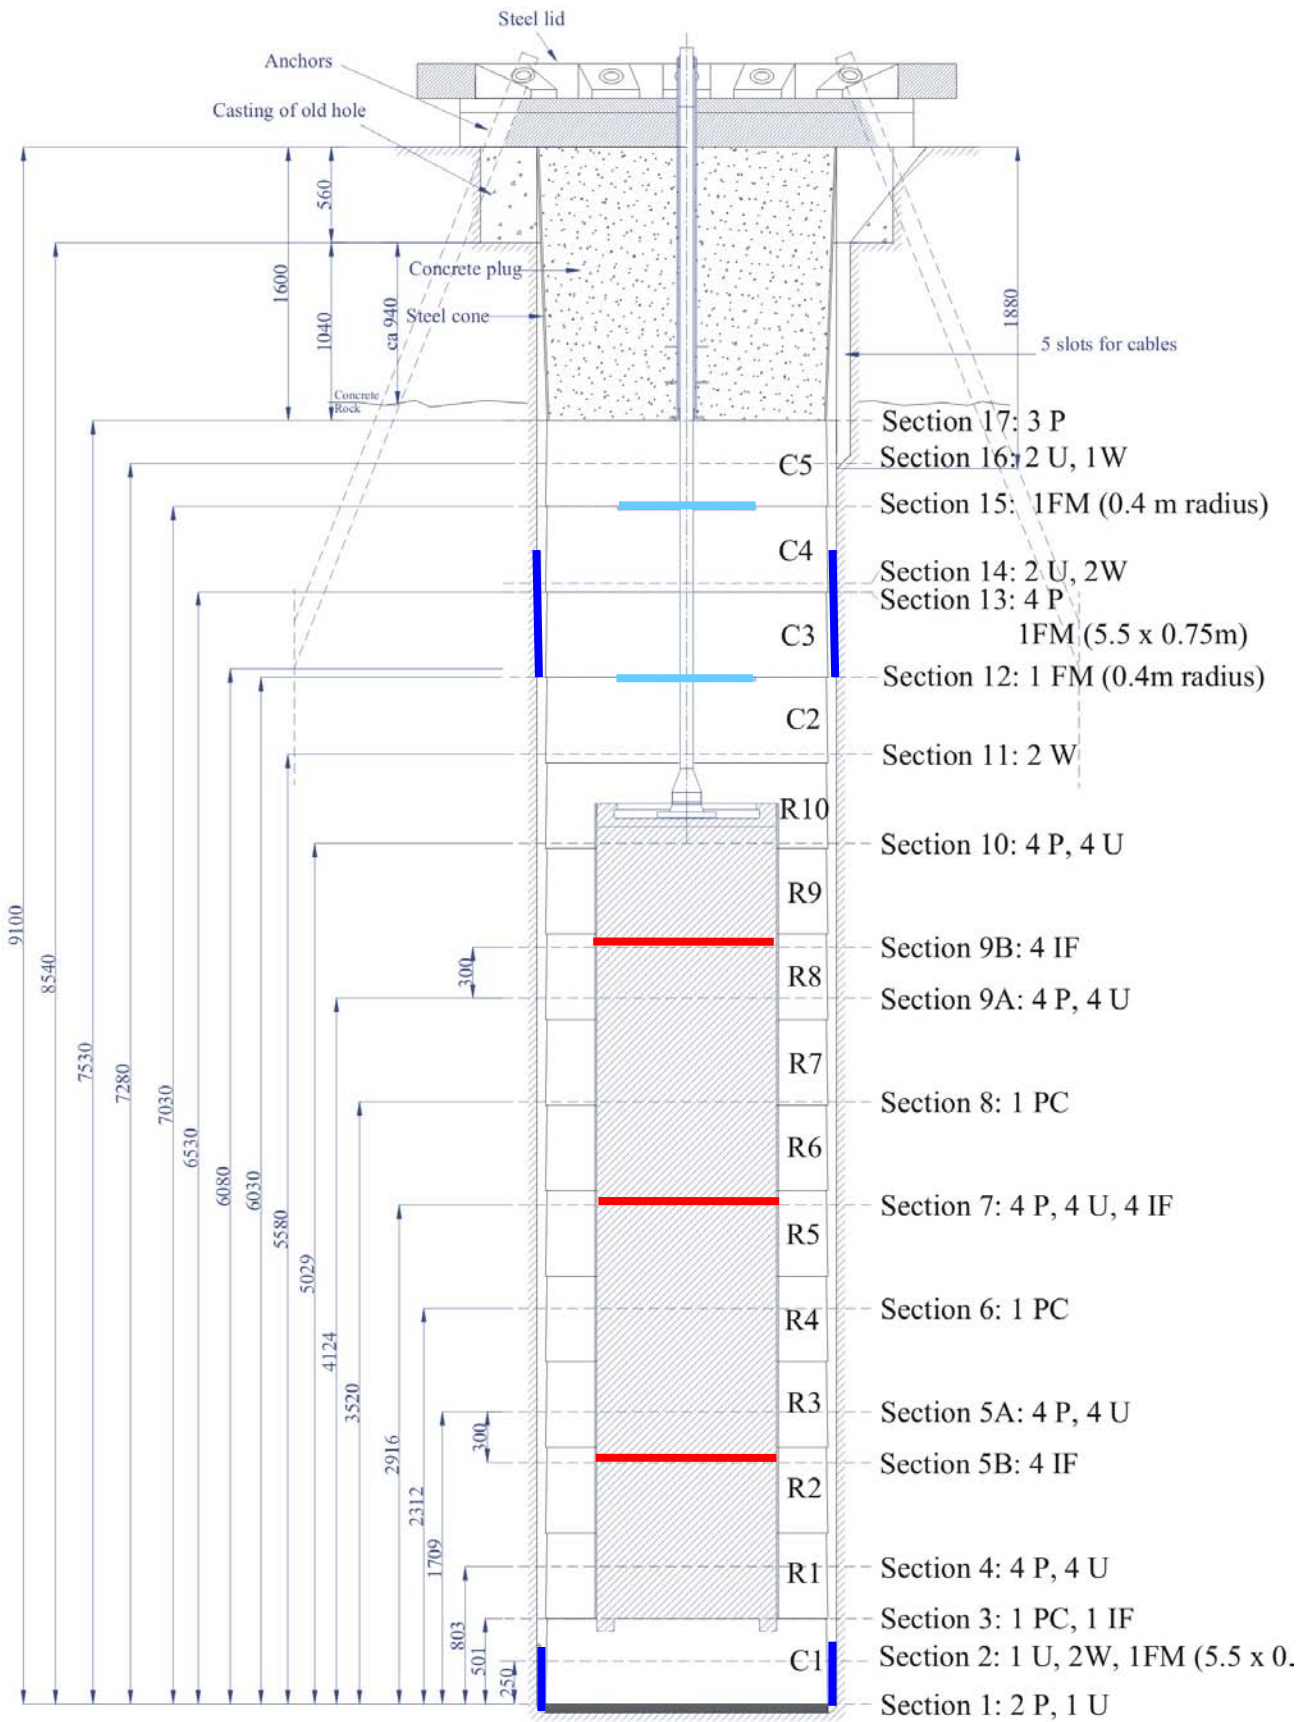 Steel lid
Anchors
Casting of old hole
560
1600
1040
ca 940
1880
Concrete plug
Steel cone
5 slots for cables
Concrete
Rock
Section 17: 3 P
C5
Section 16: 2 U, 1W
Section 15: 1FM (0.4 m radius)
C4
Section 14: 2 U, 2W
Section 13: 4 P
1FM (5.5 x 0.75m)
C3
Section 12: 1 FM (0.4m radius)
C2
Section 11: 2 W
R10
Section 10: 4 P, 4 U
R9
Section 9B: 4 IF
R8
300
Section 9A: 4 P, 4 U
R7
Section 8: 1 PC
R6
Section 7: 4 P, 4 U, 4 IF
R5
Section 6: 1 PC
R4
R3
Section 5A: 4 P, 4 U
300
Section 5B: 4 IF
R2
Section 4: 4 P, 4 U
R1
Section 3: 1 PC, 1 IF
C1
Section 2: 1 U, 2W, 1FM (5.5 x 0.
Section 1: 2 P, 1 U
9100
8540
7530
7280
7030
6530
6080
6030
5580
5029
4124
3520
2916
2312
1709
803
501
250